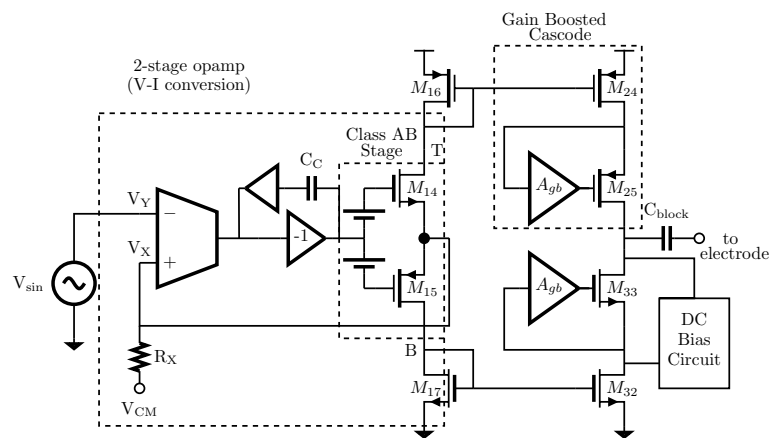 Gain Boosted
Cascode
2-stage opamp
(V-I conversion)
M16
M24
Class AB
Stage
T
CC
M14
Agb
M25
VY
−
-1
Cblock
VX
+
to
electrode
Vsin
M15
Agb
M33
RX
B
DC
Bias
Circuit
M17
M32
VCM